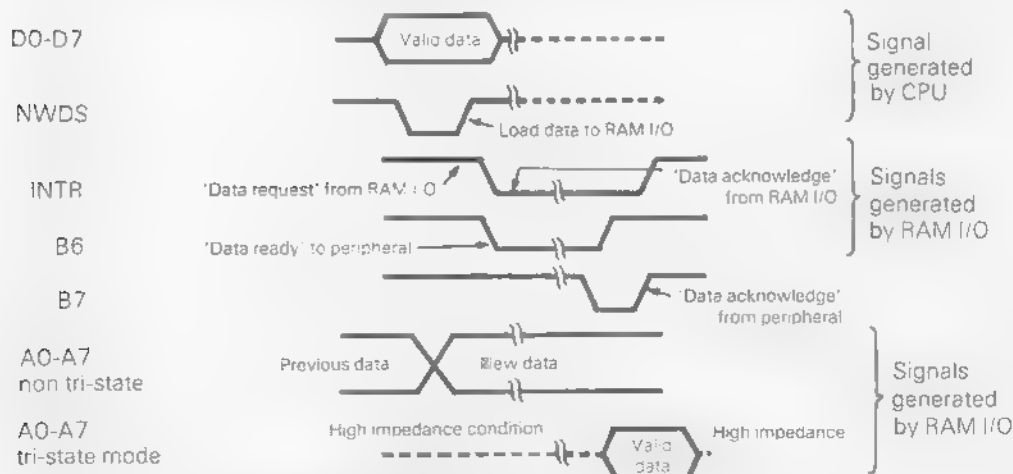 D0-D7
Valid data
Signal
generated
by CPU
NWDS
Load data to RAM I/O
INTR
'Data request' from RAM I/O
'Data acknowledge'
from RAM I/O
Signals
generated
by RAM I/O
B6
'Data ready' to peripheral
B7
'Data acknowledge'
from peripheral
A0-A7
non tri-state
Previous data
New data
Signals
generated
by RAM I/O
A0-A7
tri-state mode
High impedance condition
Valid
data
High impedance